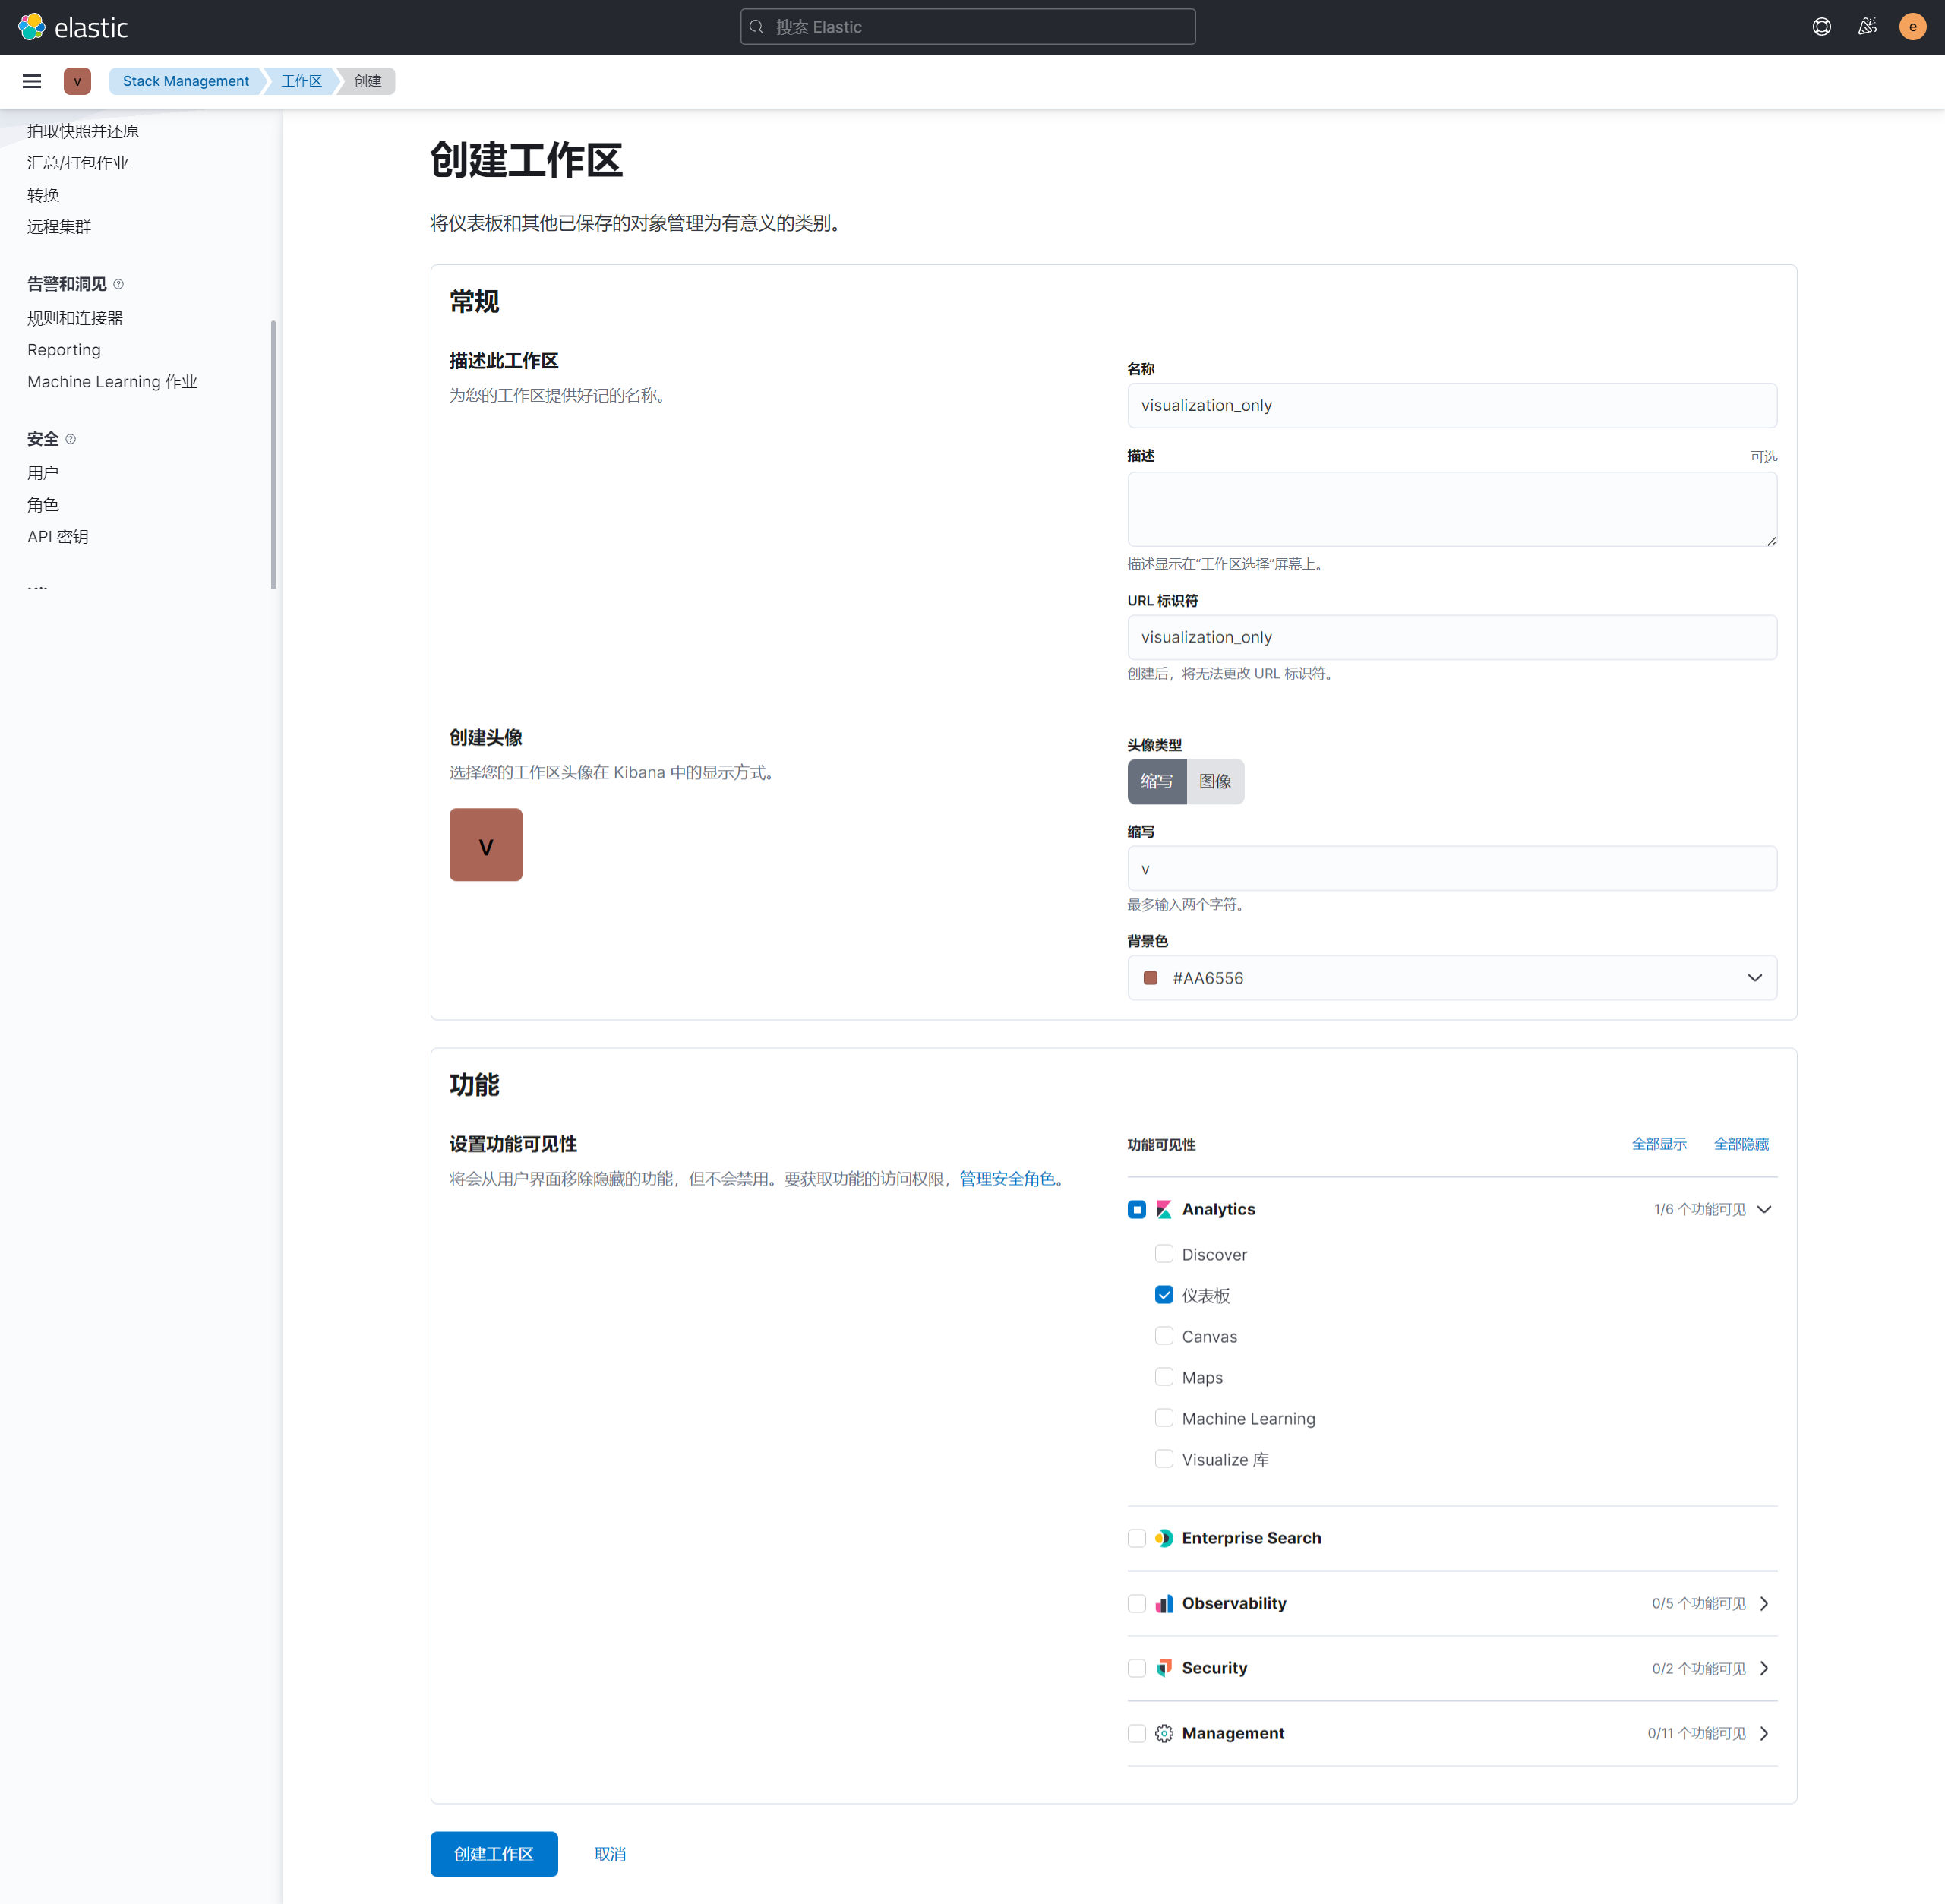 elastic
搜索 Elastic
e
v
Stack Management
工作区
创建
拍取快照并还原
汇总/打包作业
转换
远程集群
告警和洞见
规则和连接器
Reporting
Machine Learning 作业
安全
用户
角色
API 密钥
创建工作区
将仪表板和其他已保存的对象管理为有意义的类别。
常规
描述此工作区
为您的工作区提供好记的名称。
名称
visualization_only
描述
可选
描述显示在“工作区选择”屏幕上。
URL 标识符
visualization_only
创建后，将无法更改 URL 标识符。
创建头像
选择您的工作区头像在 Kibana 中的显示方式。
v
头像类型
缩写
图像
缩写
v
最多输入两个字符。
背景色
#AA6556
功能
设置功能可见性
将会从用户界面移除隐藏的功能，但不会禁用。要获取功能的访问权限，管理安全角色。
功能可见性
全部显示
全部隐藏
Analytics
1/6 个功能可见
Discover
仪表板
Canvas
Maps
Machine Learning
Visualize 库
Enterprise Search
Observability
0/5 个功能可见
Security
0/2 个功能可见
Management
0/11 个功能可见
创建工作区
取消